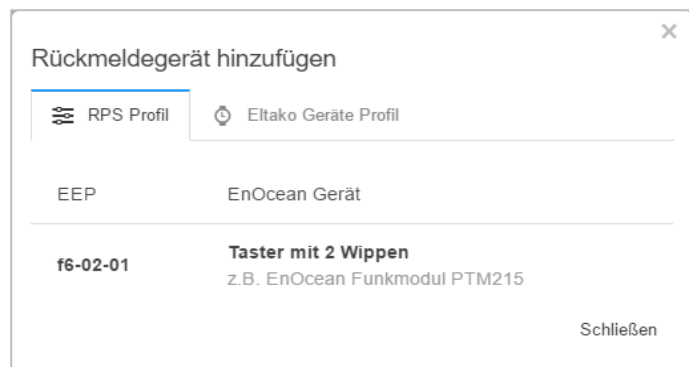 Rückmeldegerät hinzufügen
RPS Profil
Eltako Geräte Profil
EEP
EnOcean Gerät
f6-02-01
Taster mit 2 Wippen
z.B. EnOcean Funkmodul PTM215
Schließen